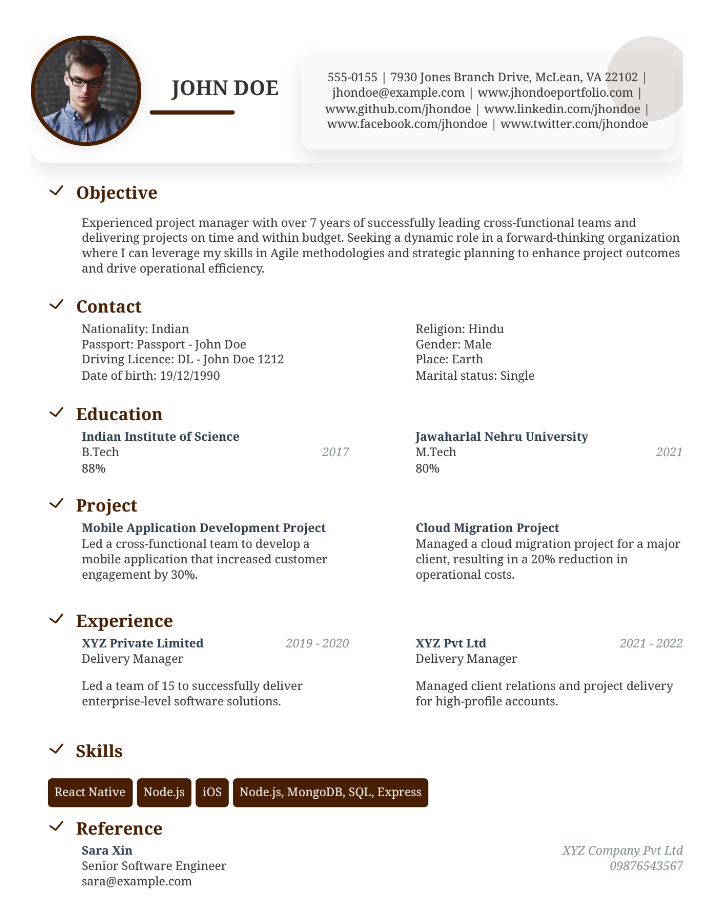 JOHN DOE
555-0155 | 7930 Jones Branch Drive, McLean, VA 22102 |
jhondoe@example.com | www.jhondoeportfolio.com |
www.github.com/jhondoe | www.linkedin.com/jhondoe |
www.facebook.com/jhondoe | www.twitter.com/jhondoe
Objective
Experienced project manager with over 7 years of successfully leading cross-functional teams and
delivering projects on time and within budget. Seeking a dynamic role in a forward-thinking organization
where I can leverage my skills in Agile methodologies and strategic planning to enhance project outcomes
and drive operational efficiency.
Contact
Nationality: Indian
Passport: Passport - John Doe
Driving Licence: DL - John Doe 1212
Date of birth: 19/12/1990
Religion: Hindu
Gender: Male
Place: Earth
Marital status: Single
Education
Indian Institute of Science
B.Tech 2017
88%
Jawaharlal Nehru University
M.Tech 2021
80%
Project
Mobile Application Development Project
Led a cross-functional team to develop a
mobile application that increased customer
engagement by 30%.
Cloud Migration Project
Managed a cloud migration project for a major
client, resulting in a 20% reduction in
operational costs.
Experience
XYZ Private Limited 2019 - 2020
Delivery Manager
Led a team of 15 to successfully deliver
enterprise-level software solutions.
XYZ Pvt Ltd 2021 - 2022
Delivery Manager
Managed client relations and project delivery
for high-profile accounts.
Skills
React Native Node.js iOS Node.js, MongoDB, SQL, Express
Reference
Sara Xin XYZ Company Pvt Ltd
Senior Software Engineer 09876543567
sara@example.com